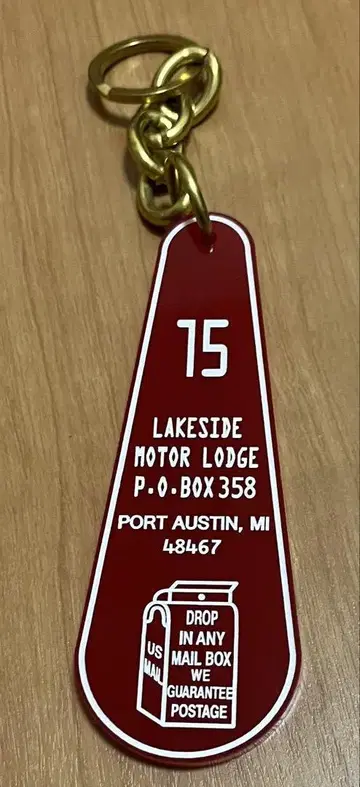 15
LAKESIDE
MOTOR LODGE
P.O.BOX 358
PORT AUSTIN, MI
48467
US
MAIL
DROP
IN ANY
MAIL BOX
WE
GUARANTEE
POSTAGE